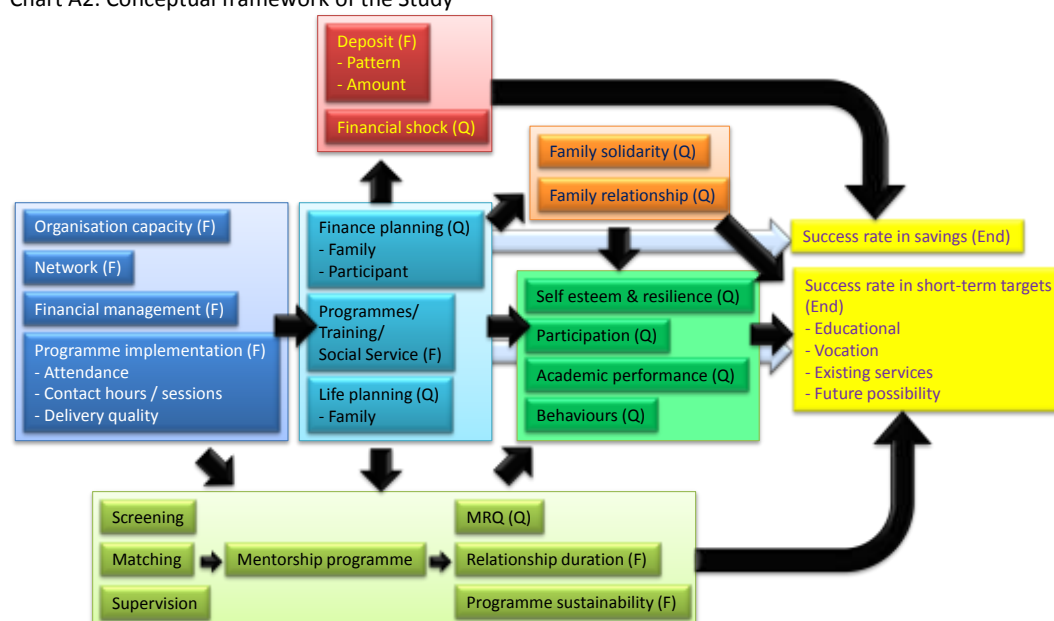 Chart A2: Conceptual framework of the Study
Deposit (F)
- Pattern
- Amount
Financial shock (Q)
Family solidarity (Q)
Family relationship (Q)
Organisation capacity (F)
Network (F)
Financial management (F)
Programme implementation (F)
- Attendance
- Contact hours / sessions
- Delivery quality
Finance planning (Q)
- Family
- Participant
Programmes/
Training/
Social Service (F)
Life planning (Q)
- Family
Self esteem & resilience (Q)
Participation (Q)
Academic performance (Q)
Behaviours (Q)
Success rate in savings (End)
Success rate in short-term targets
(End)
- Educational
- Vocation
- Existing services
- Future possibility
Screening
Matching
Supervision
Mentorship programme
MRQ (Q)
Relationship duration (F)
Programme sustainability (F)